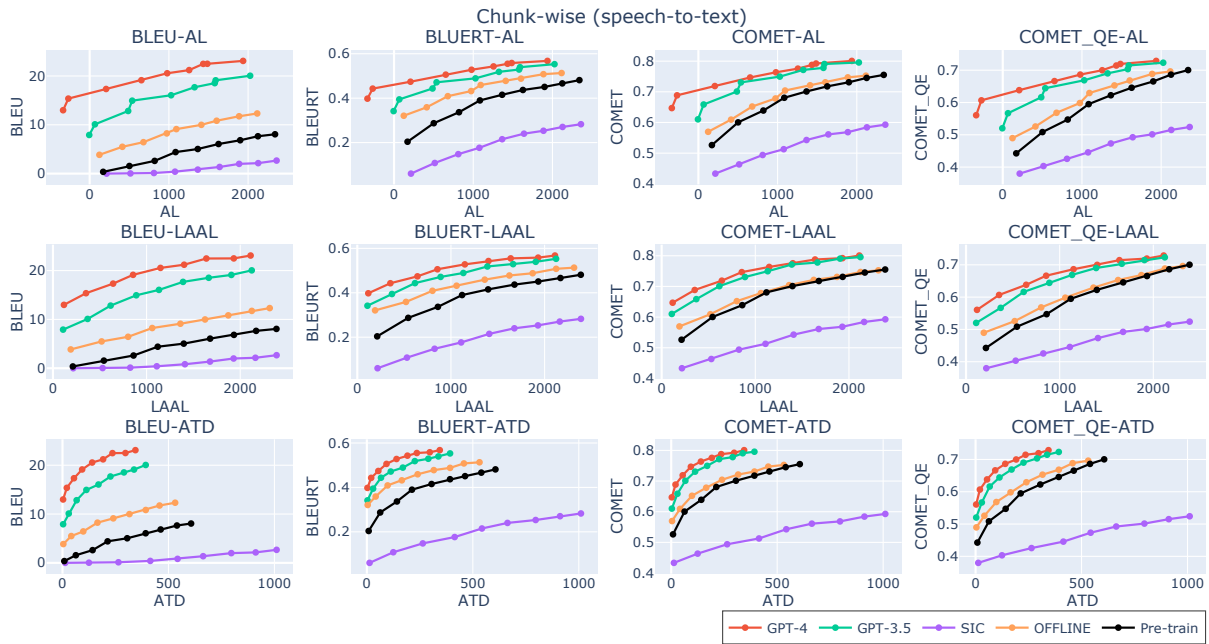 Chunk-wise (speech-to-text)
BLEU-AL
BLUERT-AL
COMET-AL
COMET_QE-AL
BLEU
20
10
0
0
1000
2000
AL
BLEURT
0.6
0.4
0.2
0
1000
2000
AL
COMET
0.8
0.7
0.6
0.5
0.4
0
1000
2000
AL
COMET_QE
0.7
0.6
0.5
0.4
0
1000
2000
AL
BLEU-LAAL
BLUERT-LAAL
COMET-LAAL
COMET_QE-LAAL
BLEU
20
10
0
0
1000
2000
LAAL
BLEURT
0.6
0.4
0.2
0
1000
2000
LAAL
COMET
0.8
0.7
0.6
0.5
0.4
0
1000
2000
LAAL
COMET_QE
0.7
0.6
0.5
0.4
0
1000
2000
LAAL
BLEU-ATD
BLUERT-ATD
COMET-ATD
COMET_QE-ATD
BLEU
20
10
0
0
500
1000
ATD
BLEURT
0.6
0.4
0.2
0
500
1000
ATD
COMET
0.8
0.7
0.6
0.5
0.4
0
500
1000
ATD
COMET_QE
0.7
0.6
0.5
0.4
0
500
1000
ATD
GPT-4
GPT-3.5
SIC
OFFLINE
Pre-train